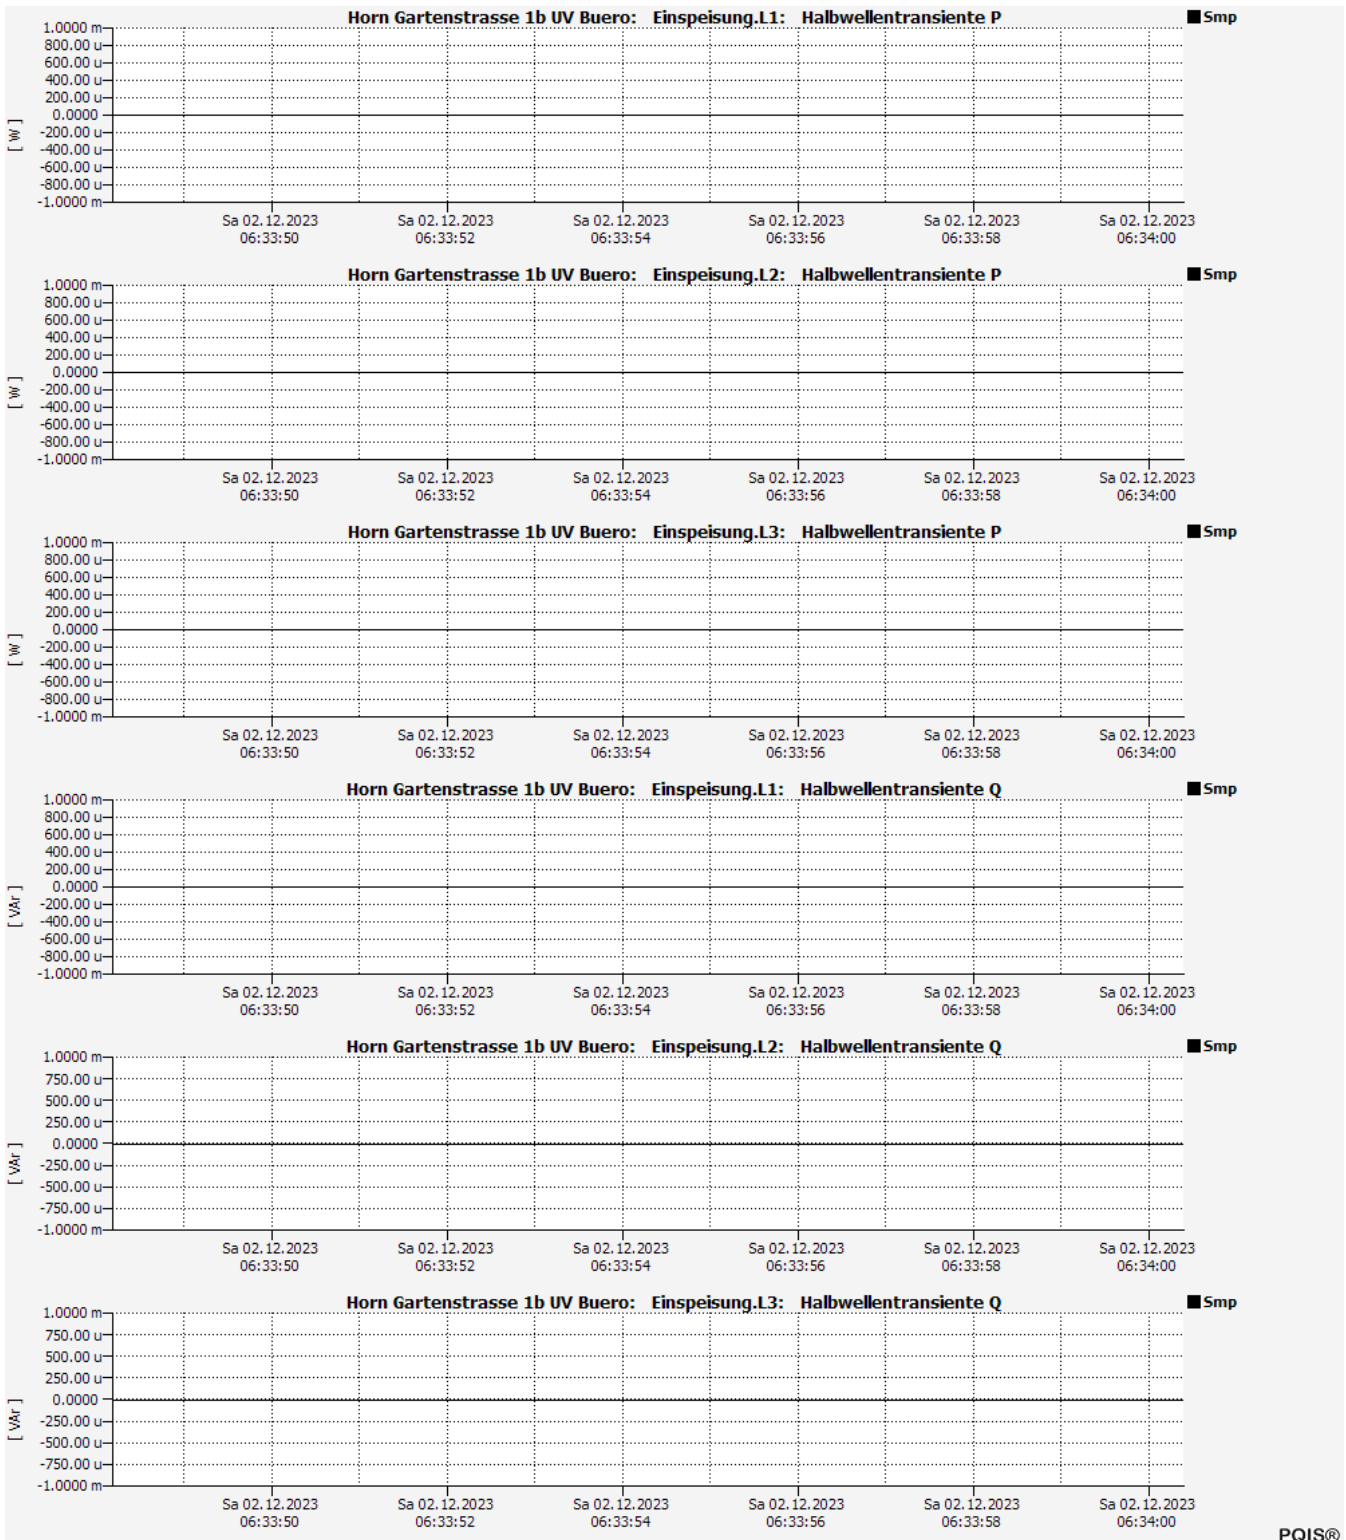 Horn Gartenstrasse 1b UV Buero: Einspeisung.L1: Halbwellentransiente P
Smp
1.0000 m
800.00 u
600.00 u
400.00 u
200.00 u
0.0000
-200.00 u
-400.00 u
-600.00 u
-800.00 u
-1.0000 m
[ W ]
Sa 02.12.2023 Sa 02.12.2023 Sa 02.12.2023 Sa 02.12.2023 Sa 02.12.2023 Sa 02.12.2023
06:33:50 06:33:52 06:33:54 06:33:56 06:33:58 06:34:00
Horn Gartenstrasse 1b UV Buero: Einspeisung.L2: Halbwellentransiente P
Smp
1.0000 m
800.00 u
600.00 u
400.00 u
200.00 u
0.0000
-200.00 u
-400.00 u
-600.00 u
-800.00 u
-1.0000 m
[ W ]
Sa 02.12.2023 Sa 02.12.2023 Sa 02.12.2023 Sa 02.12.2023 Sa 02.12.2023 Sa 02.12.2023
06:33:50 06:33:52 06:33:54 06:33:56 06:33:58 06:34:00
Horn Gartenstrasse 1b UV Buero: Einspeisung.L3: Halbwellentransiente P
Smp
1.0000 m
800.00 u
600.00 u
400.00 u
200.00 u
0.0000
-200.00 u
-400.00 u
-600.00 u
-800.00 u
-1.0000 m
[ W ]
Sa 02.12.2023 Sa 02.12.2023 Sa 02.12.2023 Sa 02.12.2023 Sa 02.12.2023 Sa 02.12.2023
06:33:50 06:33:52 06:33:54 06:33:56 06:33:58 06:34:00
Horn Gartenstrasse 1b UV Buero: Einspeisung.L1: Halbwellentransiente Q
Smp
1.0000 m
800.00 u
600.00 u
400.00 u
200.00 u
0.0000
-200.00 u
-400.00 u
-600.00 u
-800.00 u
-1.0000 m
[ VAr ]
Sa 02.12.2023 Sa 02.12.2023 Sa 02.12.2023 Sa 02.12.2023 Sa 02.12.2023 Sa 02.12.2023
06:33:50 06:33:52 06:33:54 06:33:56 06:33:58 06:34:00
Horn Gartenstrasse 1b UV Buero: Einspeisung.L2: Halbwellentransiente Q
Smp
1.0000 m
750.00 u
500.00 u
250.00 u
0.0000
-250.00 u
-500.00 u
-750.00 u
-1.0000 m
[ VAr ]
Sa 02.12.2023 Sa 02.12.2023 Sa 02.12.2023 Sa 02.12.2023 Sa 02.12.2023 Sa 02.12.2023
06:33:50 06:33:52 06:33:54 06:33:56 06:33:58 06:34:00
Horn Gartenstrasse 1b UV Buero: Einspeisung.L3: Halbwellentransiente Q
Smp
1.0000 m
750.00 u
500.00 u
250.00 u
0.0000
-250.00 u
-500.00 u
-750.00 u
-1.0000 m
[ VAr ]
Sa 02.12.2023 Sa 02.12.2023 Sa 02.12.2023 Sa 02.12.2023 Sa 02.12.2023 Sa 02.12.2023
06:33:50 06:33:52 06:33:54 06:33:56 06:33:58 06:34:00
PQIS®